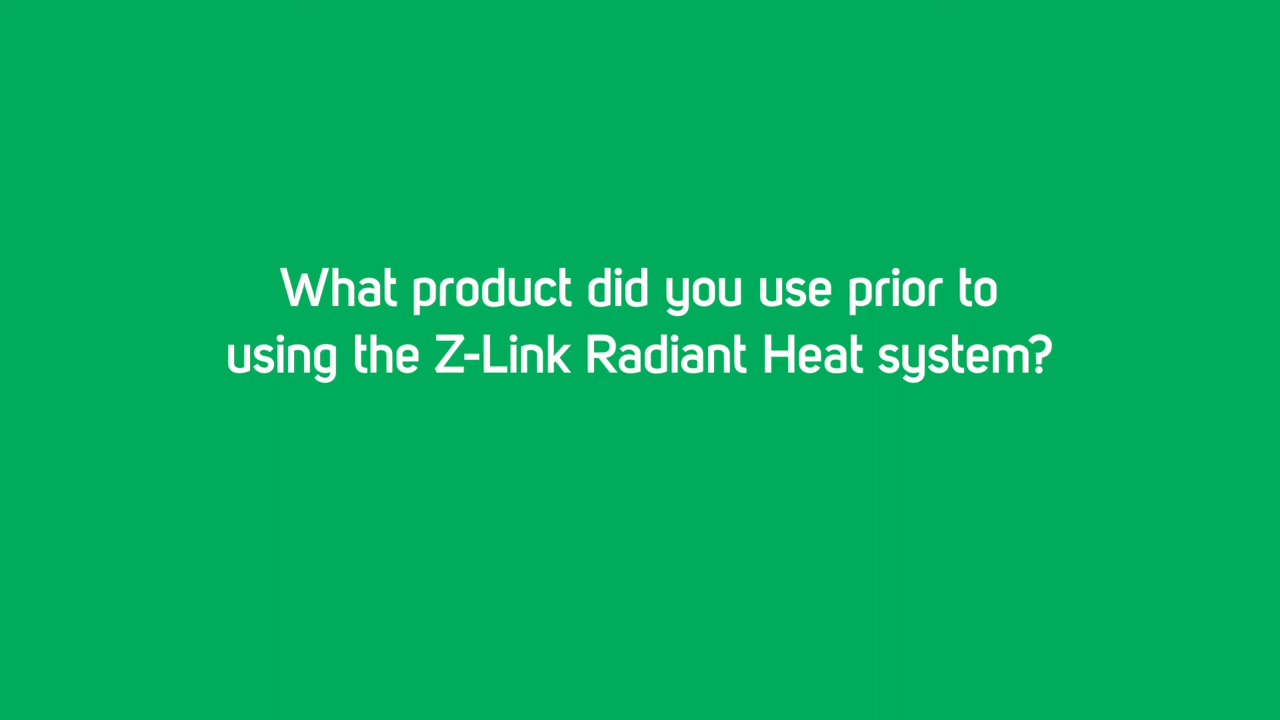 What product did you use prior to
using the Z-Link Radiant Heat system?